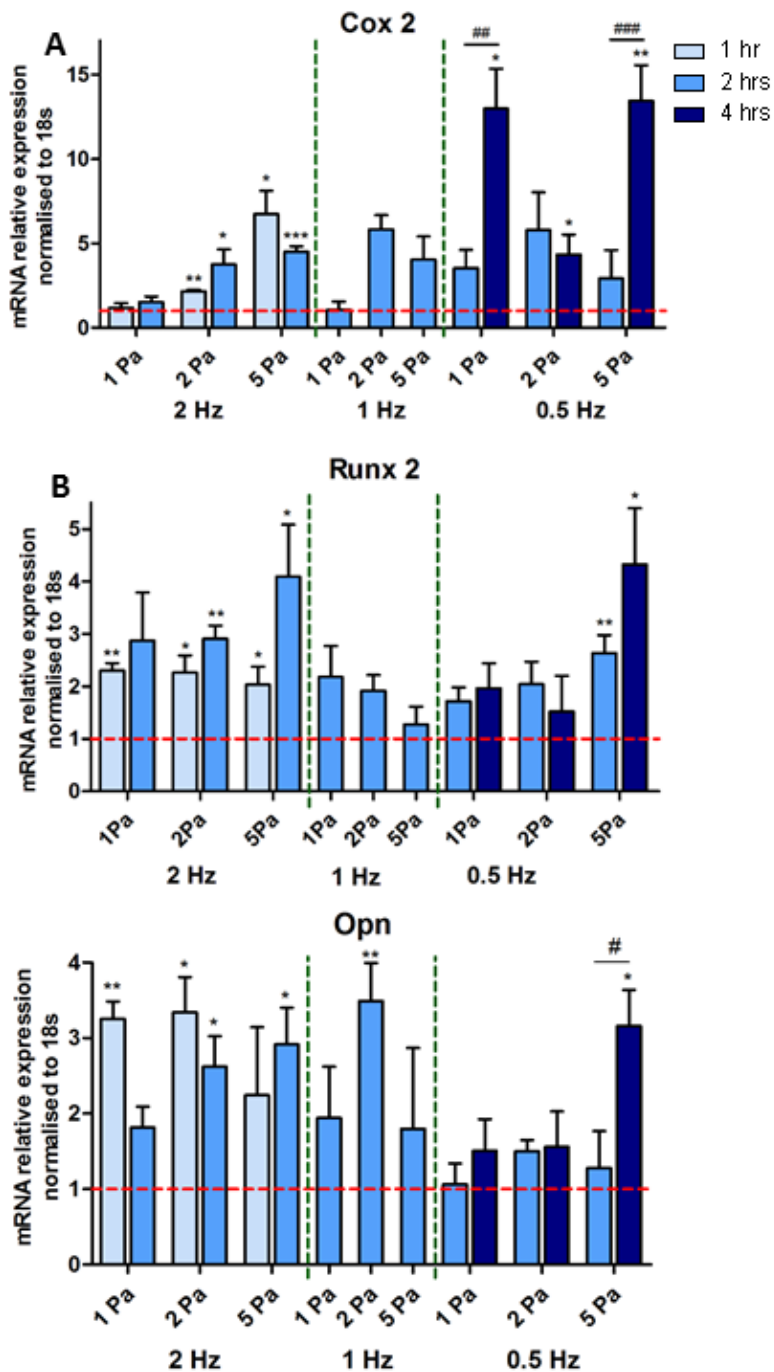 A
Cox 2
mRNA relative expression
normalised to 18s
15
10
5
0
** * * *** ## * * ### **
1 hr
2 hrs
4 hrs
1 Pa 2 Pa 5 Pa 1 Pa 2 Pa 5 Pa 1 Pa 2 Pa 5 Pa
2 Hz 1 Hz 0.5 Hz
B
Runx 2
mRNA relative expression
normalised to 18s
5
4
3
2
1
0
** * ** * * ** *
1Pa 2Pa 5Pa 1Pa 2Pa 5Pa 1Pa 2Pa 5Pa
2 Hz 1 Hz 0.5 Hz
Opn
mRNA relative expression
normalised to 18s
4
3
2
1
0
** * * * ** # *
1 Pa 2 Pa 5 Pa 1 Pa 2 Pa 5 Pa 1 Pa 2 Pa 5 Pa
2 Hz 1 Hz 0.5 Hz